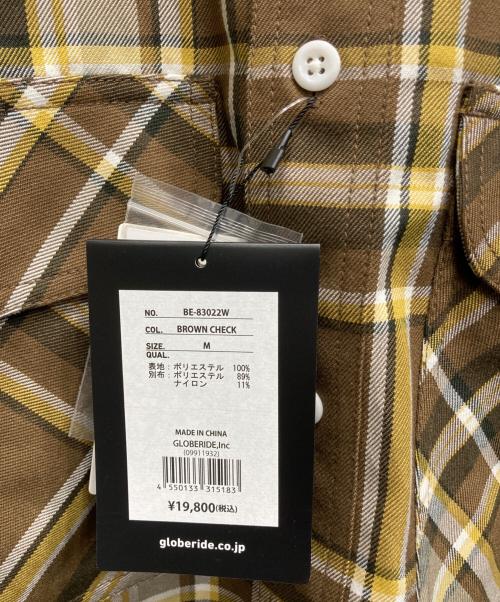 NO. BE-83022W
COL. BROWN CHECK
SIZE. M
QUAL.
表地：ポリエステル 100%
別布：ポリエステル 89%
ナイロン 11%
MADE IN CHINA
GLOBERIDE,Inc
(09911932)
4 550133 315183
¥19,800(税込)
globeride.co.jp